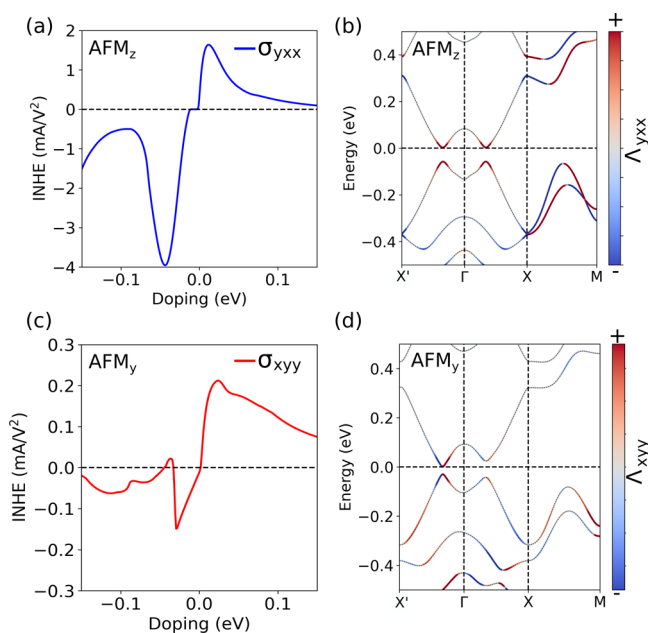 (a)
AFMz
σyxx
INHE (mA/V²)
2
1
0
−1
−2
−3
−4
−0.1
0.0
0.1
Doping (eV)
(b)
AFMz
Energy (eV)
0.4
0.2
0.0
−0.2
−0.4
X'
Γ
X
M
+
Λyxx
-
(c)
AFMy
σxyy
INHE (mA/V²)
0.3
0.2
0.1
0.0
−0.1
−0.2
−0.3
−0.1
0.0
0.1
Doping (eV)
(d)
AFMy
Energy (eV)
0.4
0.2
0.0
−0.2
−0.4
X'
Γ
X
M
+
Λxyy
-